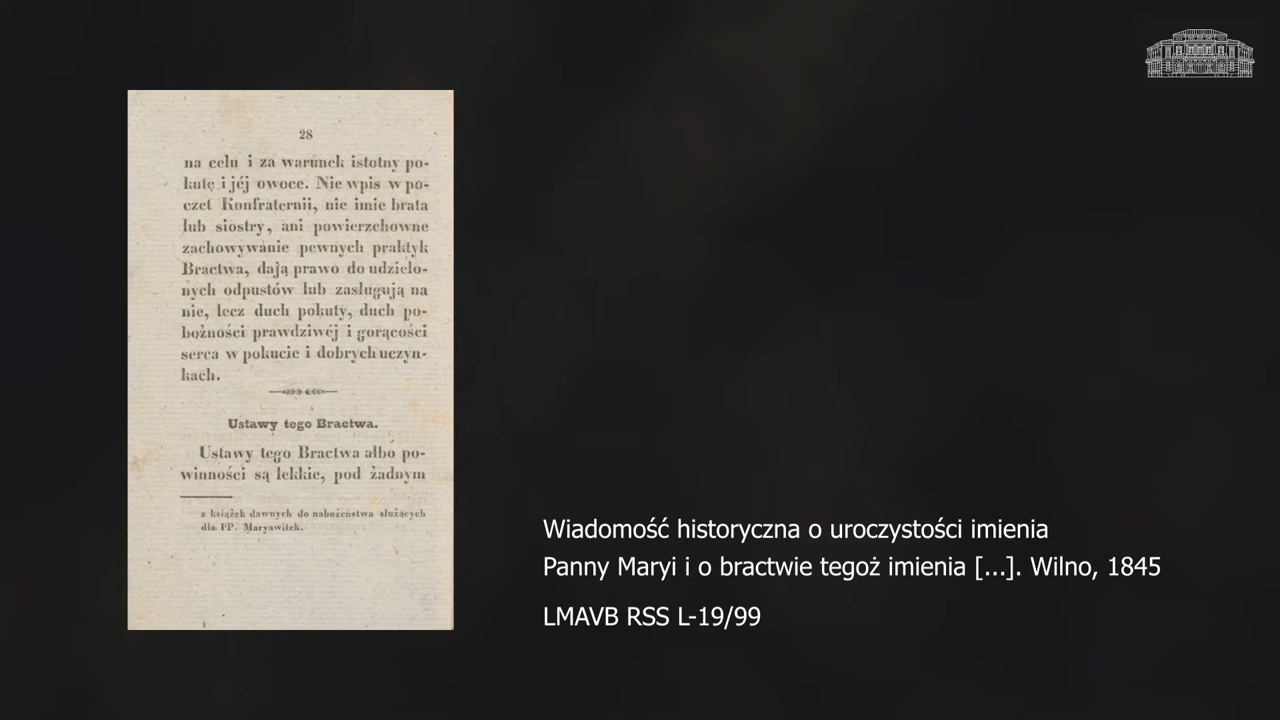 28
na celu i za warunek istotny po-
kutę i jéj owoce. Nie wpis w po-
czet Konfraternii, nie imie brata
lub siostry, ani powierzchowne
zachowywanie pewnych praktyk
Bractwa, dają prawo do udzielo-
nych odpustów lub zasługują na
nie, lecz duch pokuty, duch po-
bożności prawdziwéj i gorącości
serca w pokucie i dobrych uczyn-
kach.
Ustawy tego Bractwa.
Ustawy tego Bractwa albo po-
winności są lekkie, pod żadnym
z książek dawnych do nabożeństwa służących
dla PP. Maryawitek.
Wiadomość historyczna o uroczystości imienia
Panny Maryi i o bractwie tegoż imienia [...]. Wilno, 1845
LMAVB RSS L-19/99